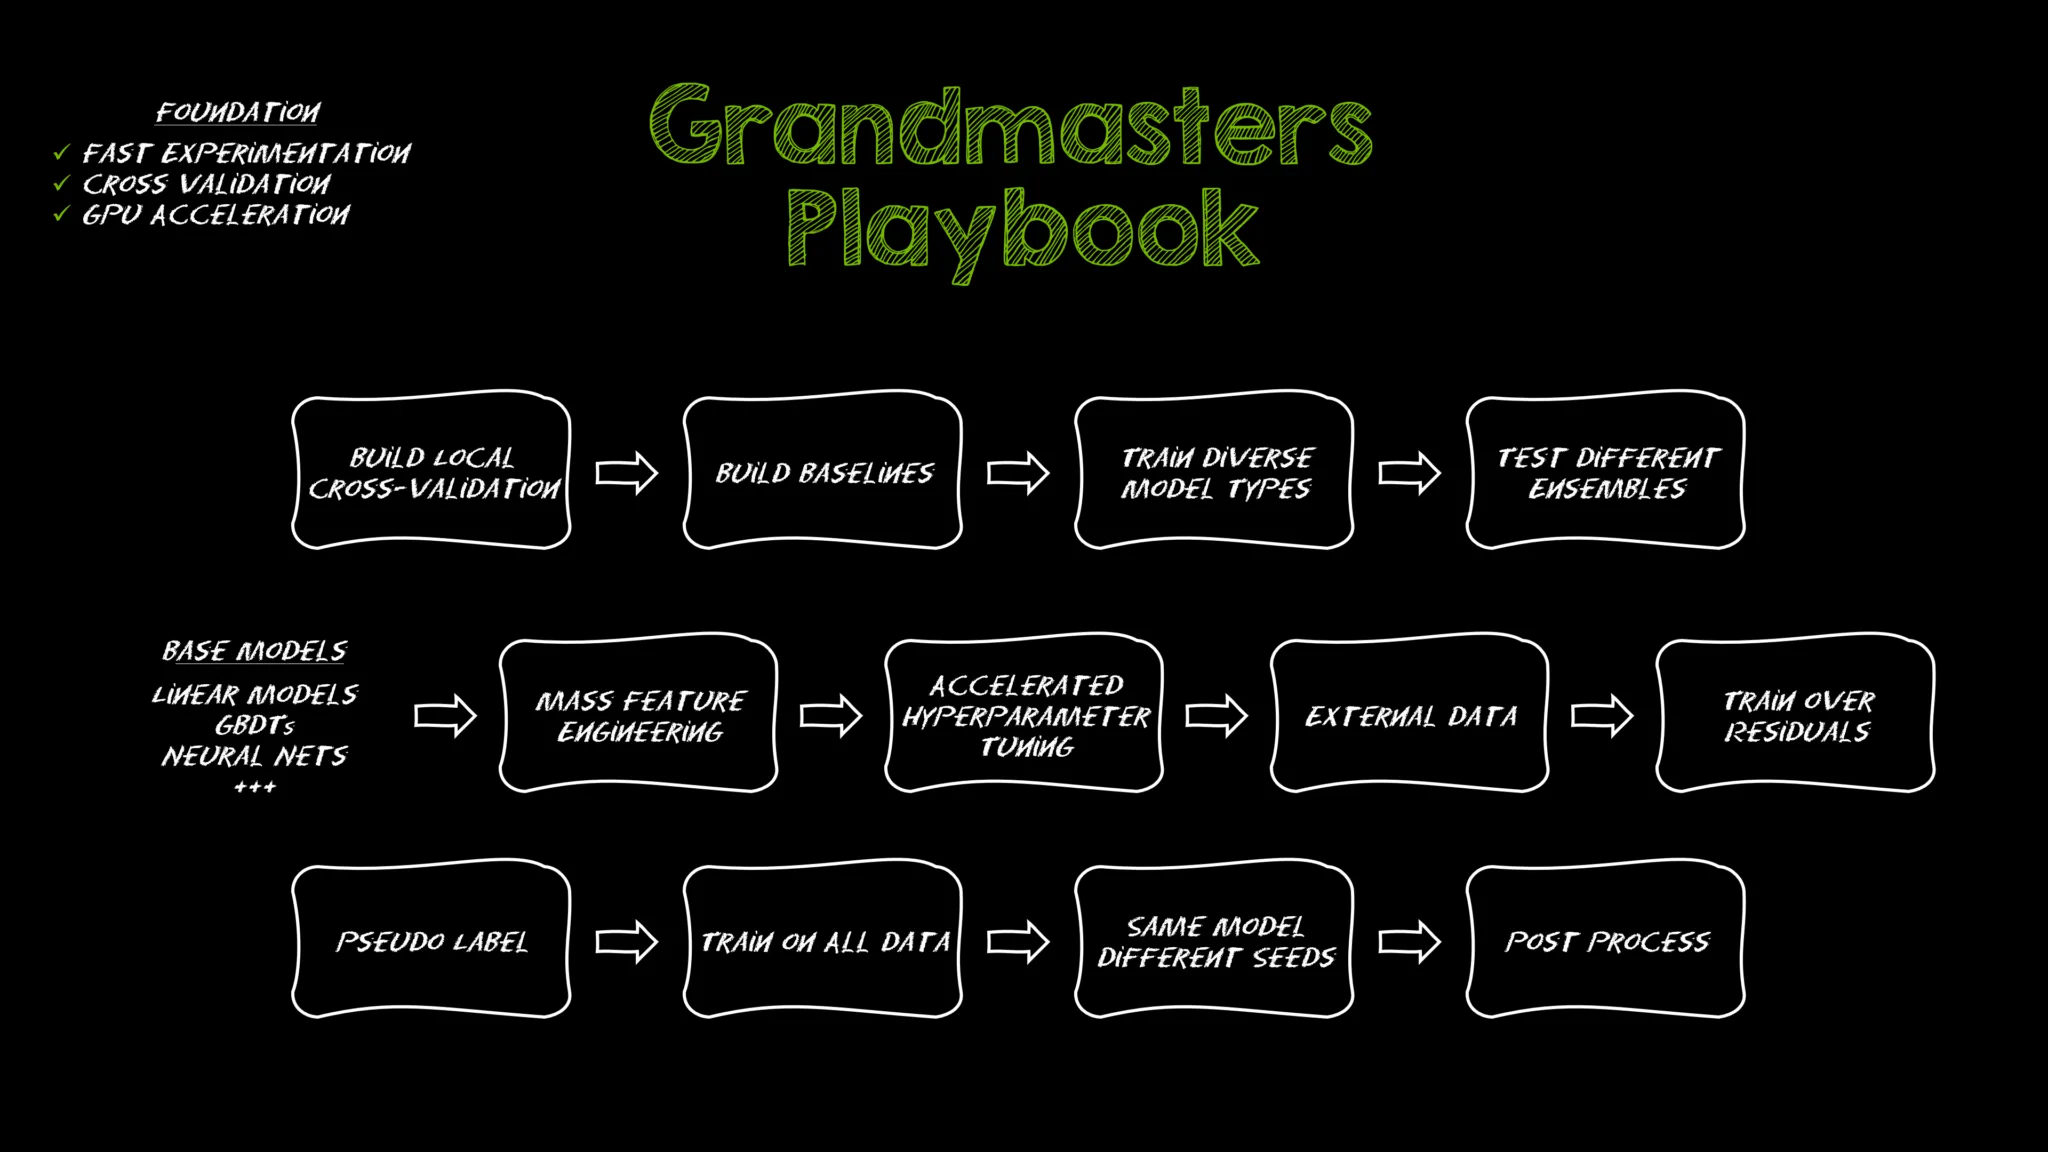 FOUNDATION
✓ FAST EXPERIMENTATION
✓ CROSS VALIDATION
✓ GPU ACCELERATION
Grandmasters
Playbook
BUILD LOCAL
CROSS-VALIDATION
BUILD BASELINES
TRAIN DIVERSE
MODEL TYPES
TEST DIFFERENT
ENSEMBLES
BASE MODELS
LINEAR MODELS
GBDTs
NEURAL NETS
+++
MASS FEATURE
ENGINEERING
ACCELERATED
HYPERPARAMETER
TUNING
EXTERNAL DATA
TRAIN OVER
RESIDUALS
PSEUDO LABEL
TRAIN ON ALL DATA
SAME MODEL
DIFFERENT SEEDS
POST PROCESS